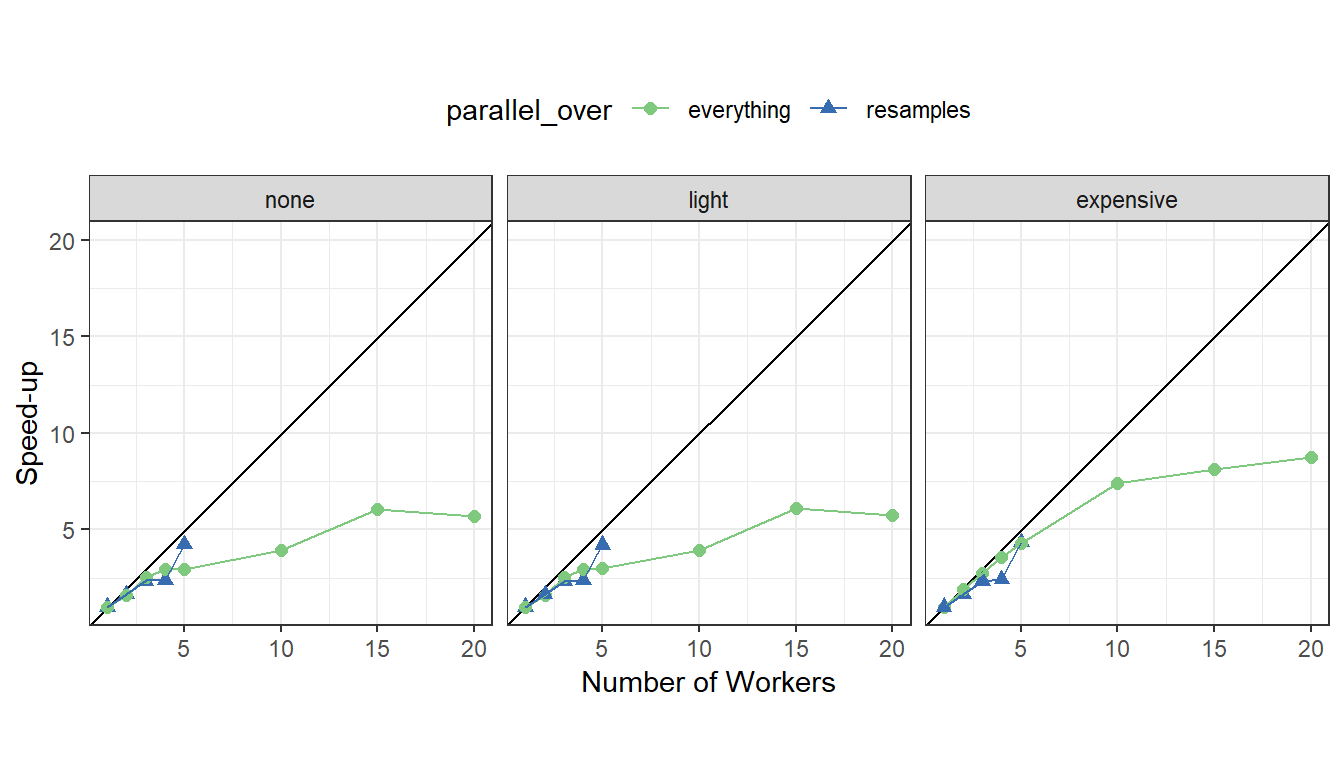 parallel_over everything resamples
none light expensive
20
15
10
5
Speed-up
5 10 15 20 5 10 15 20 5 10 15 20
Number of Workers